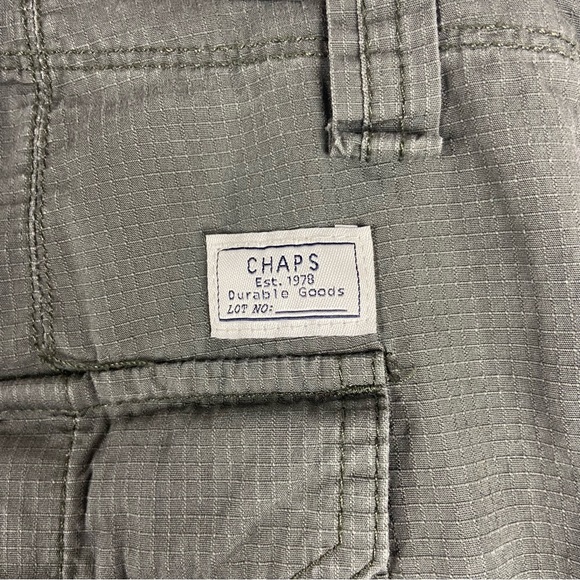 CHAPS
Est. 1978
Durable Goods
LOT NO: